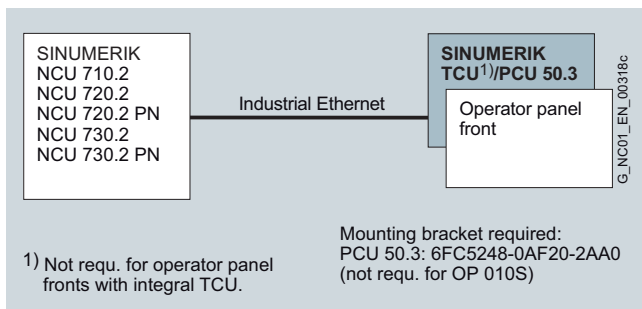 SINUMERIK
NCU 710.2
NCU 720.2
NCU 720.2 PN
NCU 730.2
NCU 730.2 PN
Industrial Ethernet
SINUMERIK
TCU1)/PCU 50.3
Operator panel
front
G_NC01_EN_00318c
1) Not requ. for operator panel
fronts with integral TCU.
Mounting bracket required:
PCU 50.3: 6FC5248-0AF20-2AA0
(not requ. for OP 010S)